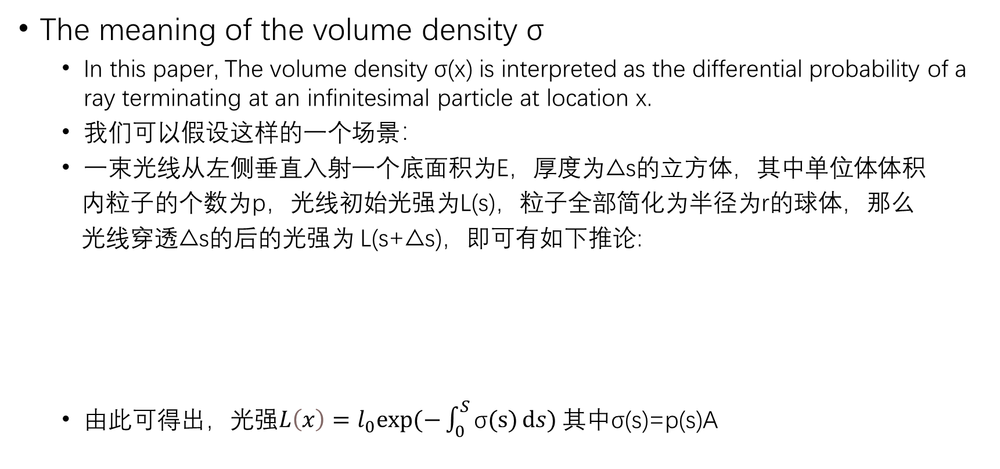 • The meaning of the volume density σ
• In this paper, The volume density σ(x) is interpreted as the differential probability of a
ray terminating at an infinitesimal particle at location x.
• 我们可以假设这样的一个场景：
• 一束光线从左侧垂直入射一个底面积为E，厚度为△s的立方体，其中单位体体积
内粒子的个数为p，光线初始光强为L(s)，粒子全部简化为半径为r的球体，那么
光线穿透△s的后的光强为 L(s+△s)，即可有如下推论:
• 由此可得出，光强L(x) = l₀exp(−∫₀ˢ σ(s) ds) 其中σ(s)=p(s)A